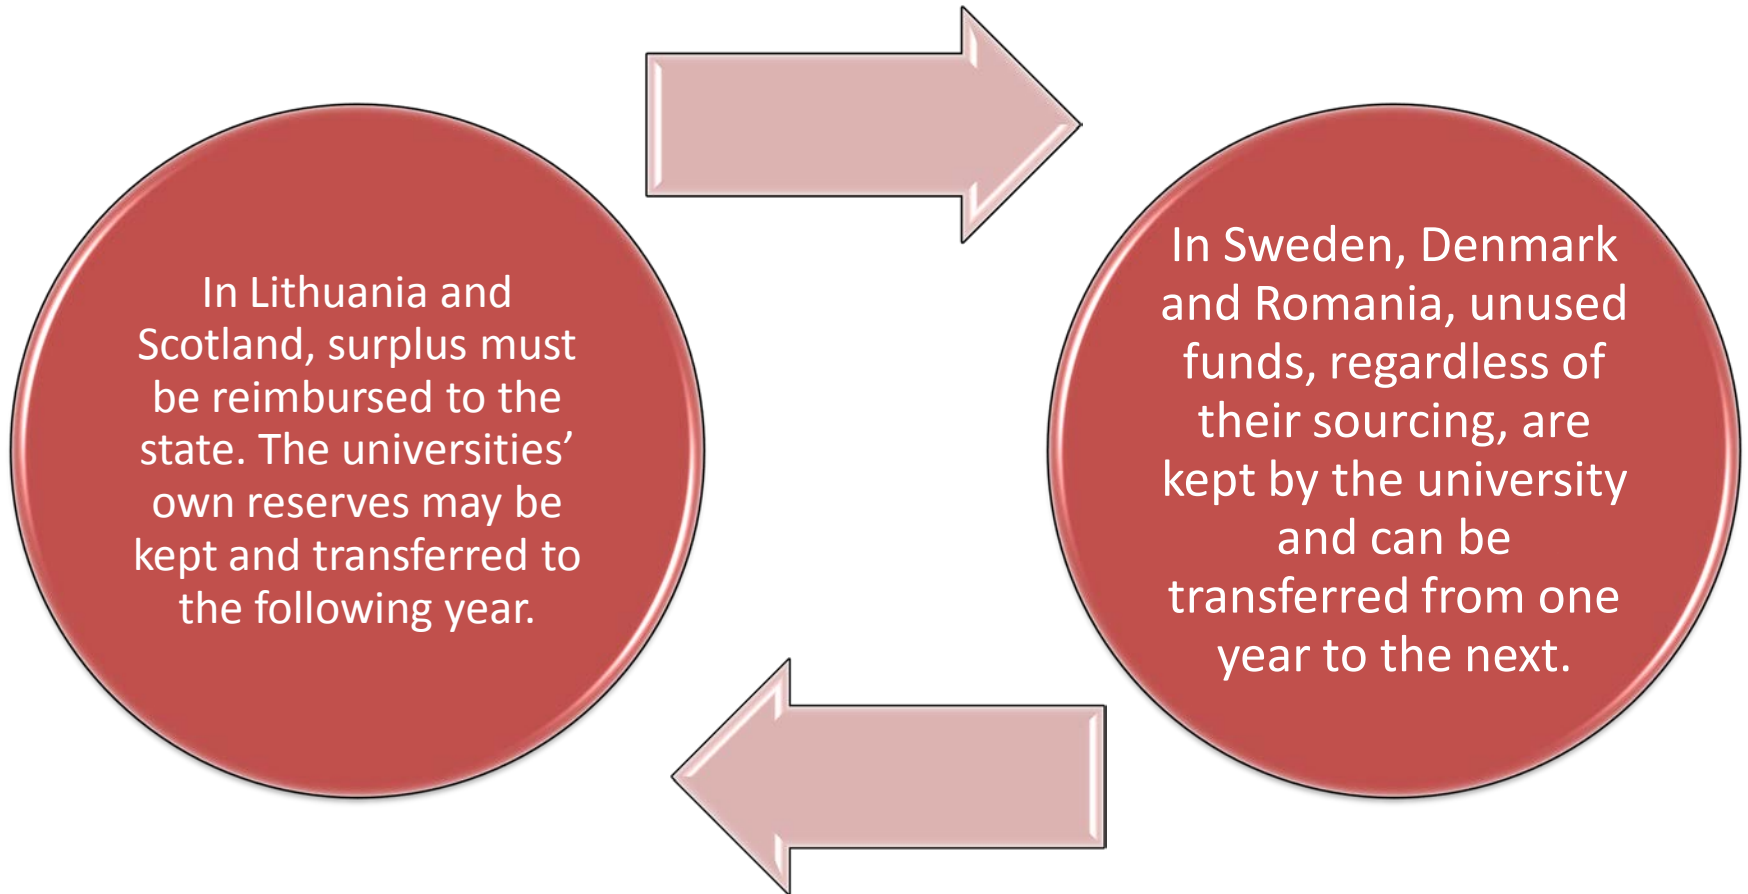 In Lithuania and
Scotland, surplus must
be reimbursed to the
state. The universities’
own reserves may be
kept and transferred to
the following year.
In Sweden, Denmark
and Romania, unused
funds, regardless of
their sourcing, are
kept by the university
and can be
transferred from one
year to the next.